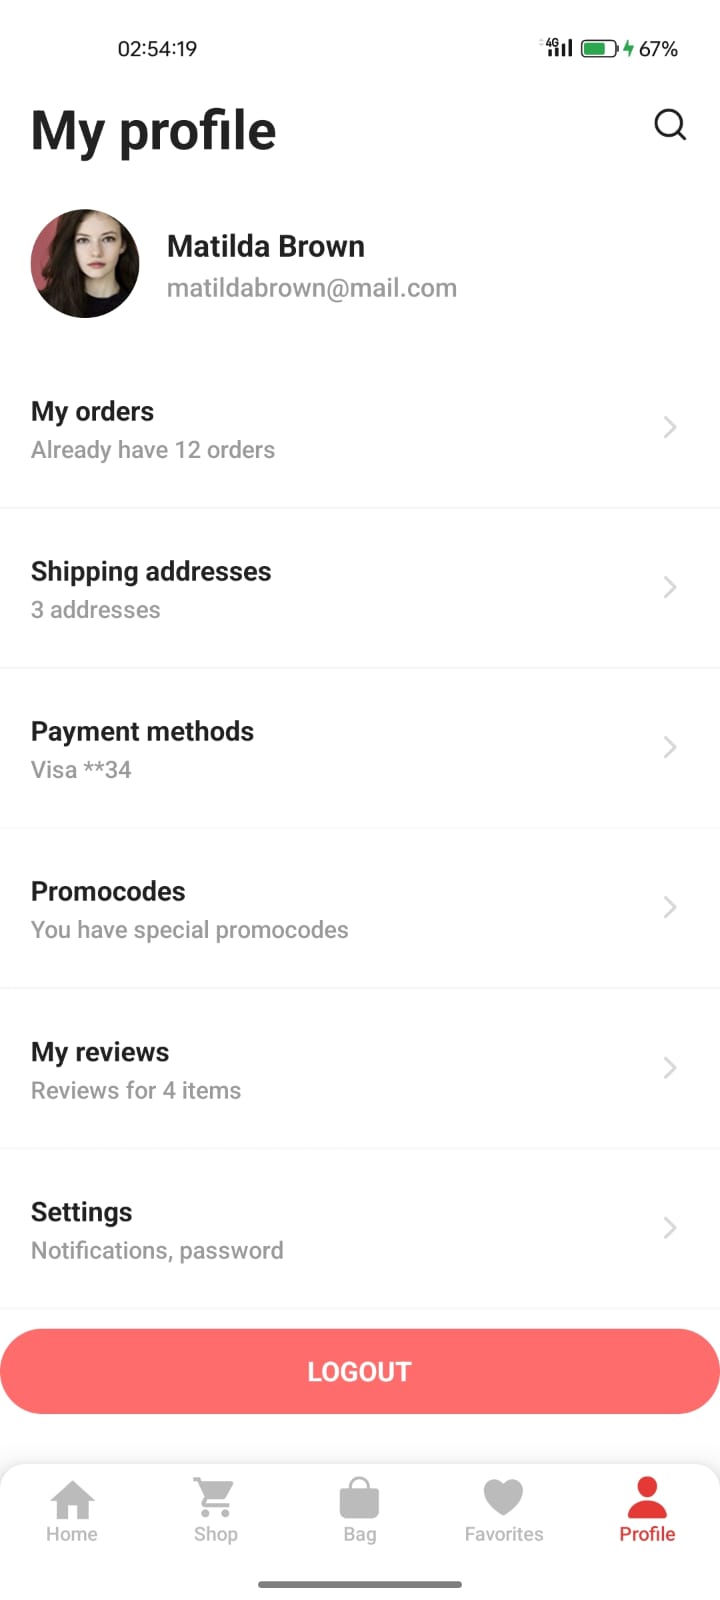 02:54:19
4G
67%
My profile
Matilda Brown
matildabrown@mail.com
My orders
Already have 12 orders
Shipping addresses
3 addresses
Payment methods
Visa **34
Promocodes
You have special promocodes
My reviews
Reviews for 4 items
Settings
Notifications, password
LOGOUT
Home
Shop
Bag
Favorites
Profile